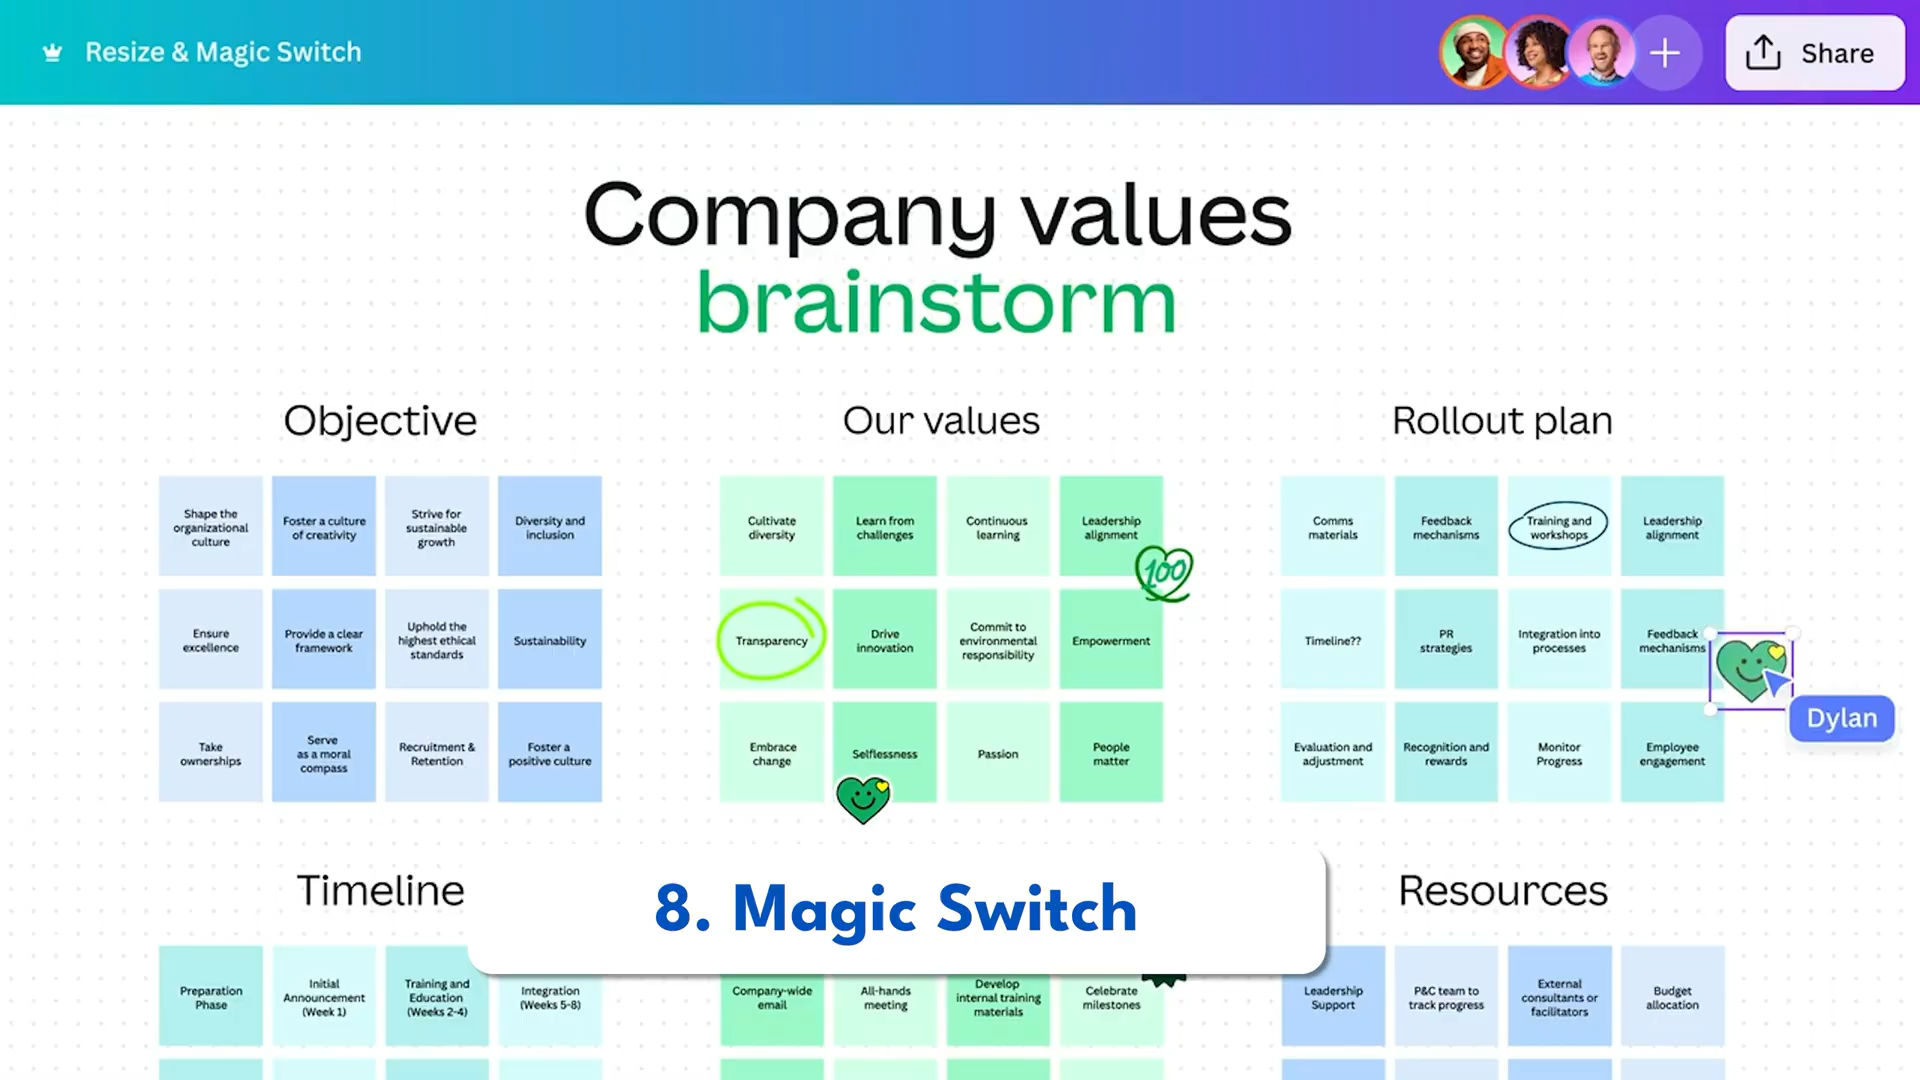 Resize & Magic Switch
Share
Company values
brainstorm
Objective
Shape the
organizational
culture
Foster a culture
of creativity
Strive for
sustainable
growth
Diversity and
inclusion
Ensure
excellence
Provide a clear
framework
Uphold the
highest ethical
standards
Sustainability
Take
ownerships
Serve
as a moral
compass
Recruitment &
Retention
Foster a
positive culture
Our values
Cultivate
diversity
Learn from
challenges
Continuous
learning
Leadership
alignment
100
Transparency
Drive
innovation
Commit to
environmental
responsibility
Empowerment
Embrace
change
Selflessness
Passion
People
matter
Rollout plan
Comms
materials
Feedback
mechanisms
Training and
workshops
Leadership
alignment
Timeline??
PR
strategies
Integration into
processes
Feedback
mechanisms
Dylan
Evaluation and
adjustment
Recognition and
rewards
Monitor
Progress
Employee
engagement
Timeline
8. Magic Switch
Resources
Preparation
Phase
Initial
Announcement
(Week 1)
Training and
Education
(Weeks 2-4)
Integration
(Weeks 5-8)
Company-wide
email
All-hands
meeting
Develop
internal training
materials
Celebrate
milestones
Leadership
Support
P&C team to
track progress
External
consultants or
facilitators
Budget
allocation